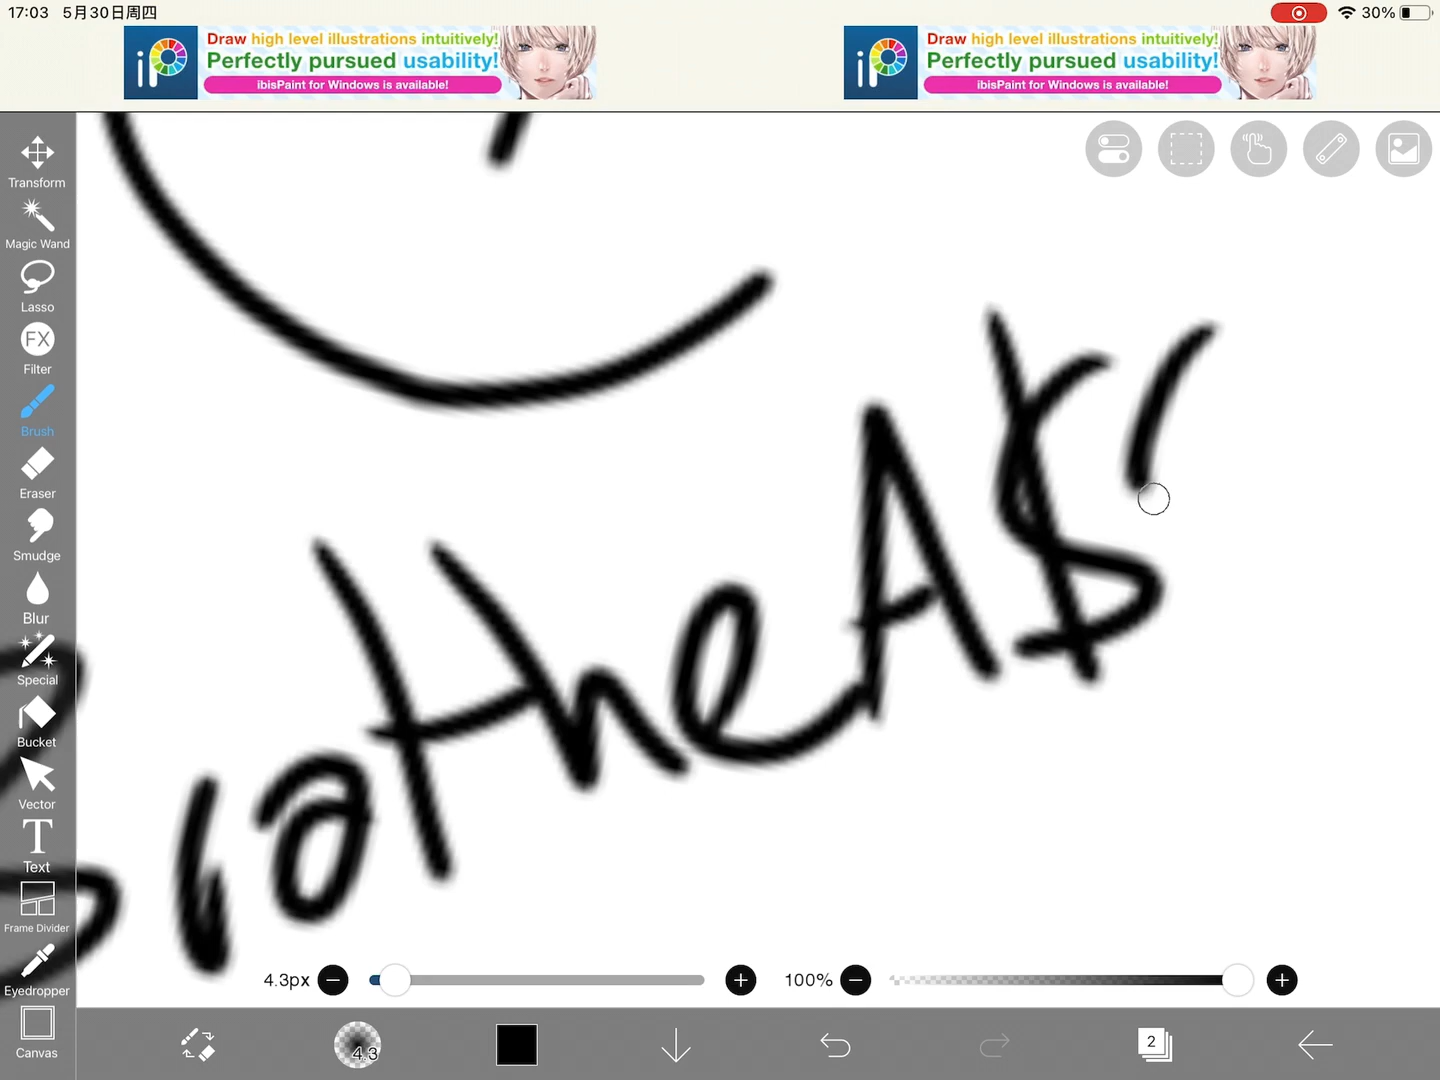 17:03 5月30日周四 30%
Draw high level illustrations intuitively!
Perfectly pursued usability!
ibisPaint for Windows is available!
Draw high level illustrations intuitively!
Perfectly pursued usability!
ibisPaint for Windows is available!
Transform
Magic Wand
Lasso
FX
Filter
Brush
Eraser
Smudge
Blur
Special
Bucket
Vector
T
Text
Frame Divider
Eyedropper
Canvas
4.3px
100%
4.3
2